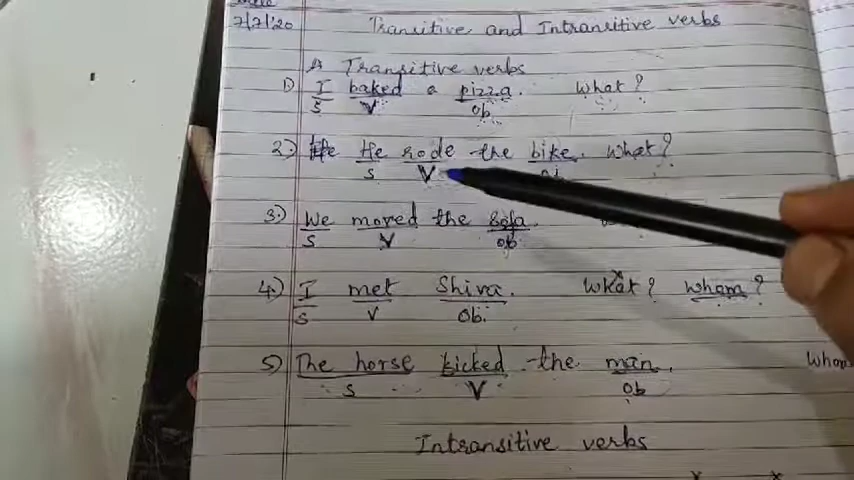 7/7/'20 Transitive and Intransitive verbs
Transitive verbs
1) I baked a pizza. What?
S V Ob
2) He rode the bike. What?
S V
3) We moved the sofa.
S V ob
4) I met Shiva. What? whom?
S V Ob.
5) The horse kicked the man. Whom
S V Ob
Intransitive verbs